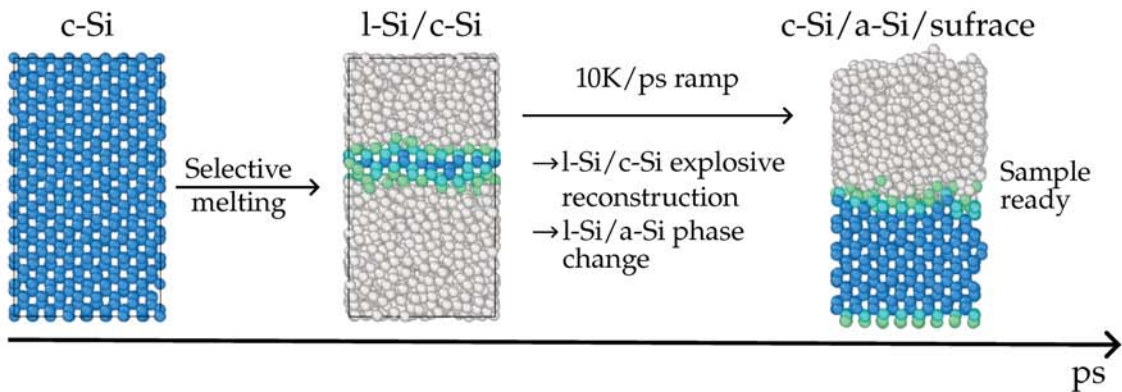 c-Si
l-Si/c-Si
c-Si/a-Si/sufrace
Selective
melting
10K/ps ramp
→l-Si/c-Si explosive
reconstruction
→l-Si/a-Si phase
change
Sample
ready
ps